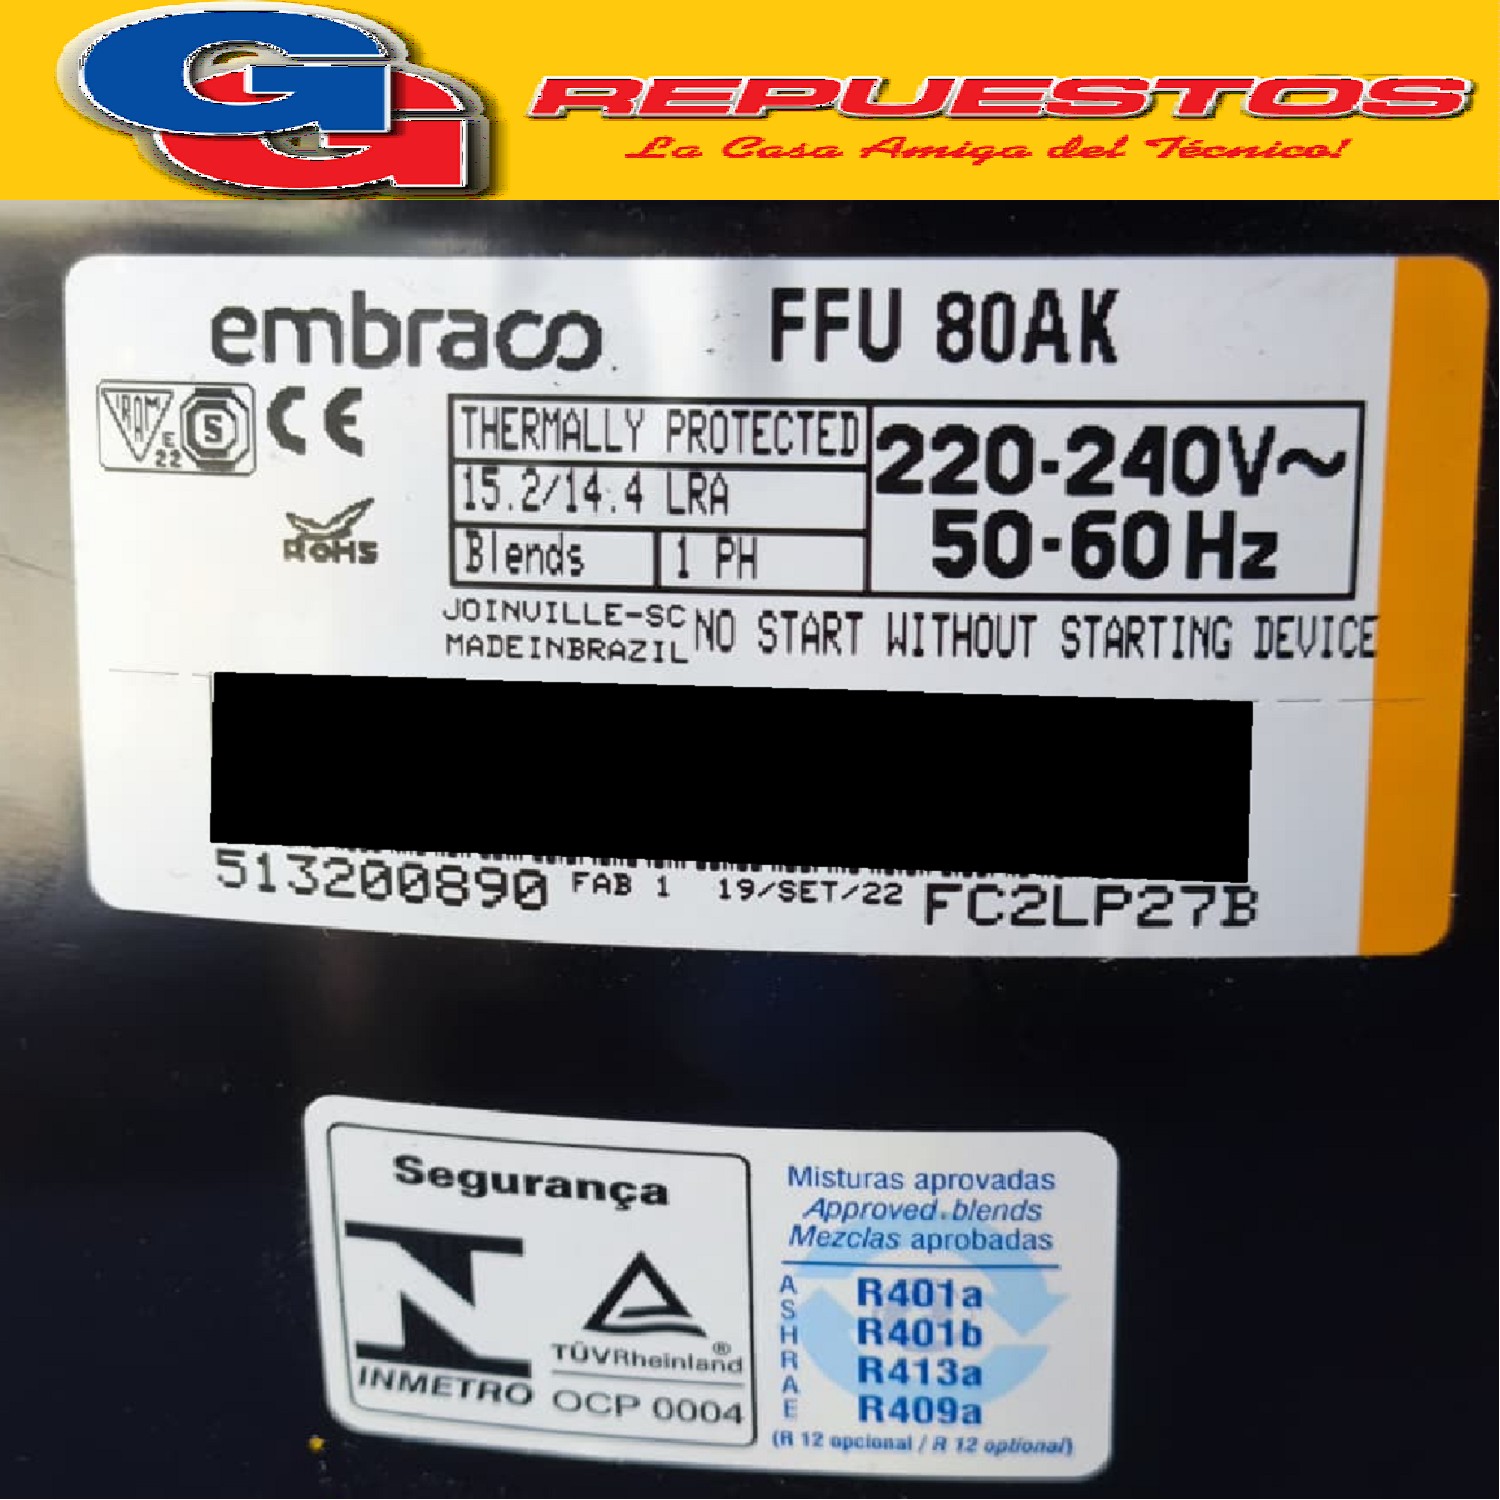 GG REPUESTOS
La Casa Amiga del Técnico!
embraco FFU 80AK
IRAM S E 22 CE
THERMALLY PROTECTED
15.2/14.4 LRA
Blends 1 PH
220-240V~
50-60Hz
RoHS
JOINVILLE-SC
MADEINBRAZIL
NO START WITHOUT STARTING DEVICE
513200890 FAB 1 19/SET/22 FC2LP27B
Segurança
INMETRO
TÜVRheinland®
OCP 0004
Misturas aprovadas
Approved blends
Mezclas aprobadas
ASHRAE
R401a
R401b
R413a
R409a
(R 12 opcional / R 12 optional)